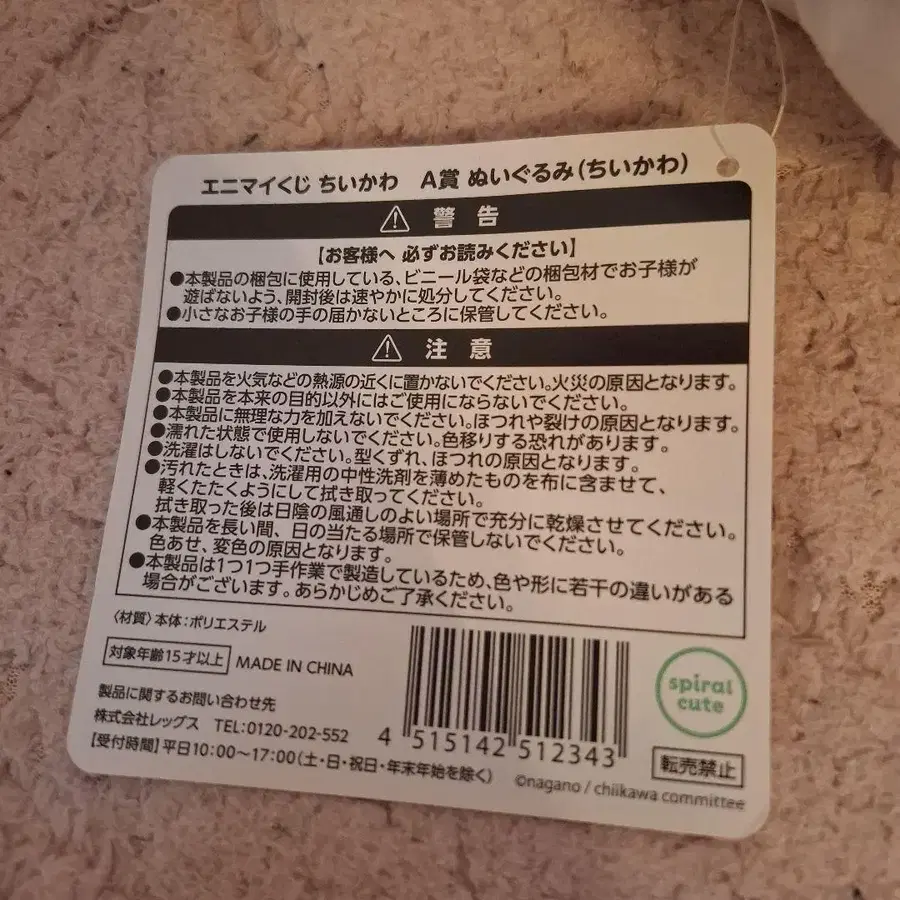 エニマイくじ ちいかわ A賞 ぬいぐるみ(ちいかわ)
⚠ 警告
【お客様へ 必ずお読みください】
●本製品の梱包に使用している、ビニール袋などの梱包材でお子様が
遊ばないよう、開封後は速やかに処分してください。
●小さなお子様の手の届かないところに保管してください。
⚠ 注意
●本製品を火気などの熱源の近くに置かないでください。火災の原因となります。
●本製品を本来の目的以外にはご使用にならないでください。
●本製品に無理な力を加えないでください。ほつれや裂けの原因となります。
●濡れた状態で使用しないでください。色移りする恐れがあります。
●洗濯はしないでください。型くずれ、ほつれの原因となります。
●汚れたときは、洗濯用の中性洗剤を薄めたものを布に含ませて、
軽くたたくようにして拭き取ってください。
拭き取った後は日陰の風通しのよい場所で充分に乾燥させてください。
●本製品を長い間、日の当たる場所で保管しないでください。
色あせ、変色の原因となります。
●本製品は1つ1つ手作業で製造しているため、色や形に若干の違いがある
場合がございます。あらかじめご了承ください。
〈材質〉本体:ポリエステル
対象年齢15才以上 MADE IN CHINA
製品に関するお問い合わせ先
株式会社レッグス TEL:0120-202-552
【受付時間】平日10:00〜17:00(土・日・祝日・年末年始を除く)
4 515142 512343
spiral
cute
転売禁止
©nagano / chiikawa committee